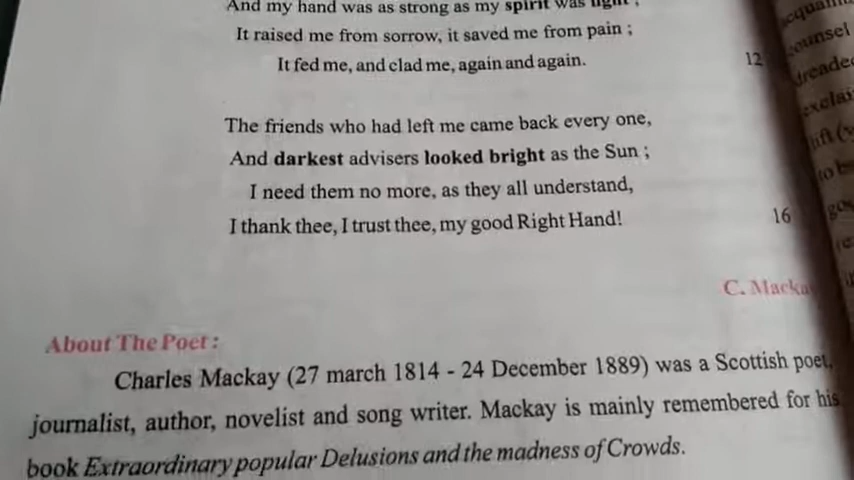 And my hand was as strong as my spirit was light ;
It raised me from sorrow, it saved me from pain ;
It fed me, and clad me, again and again.
12
The friends who had left me came back every one,
And darkest advisers looked bright as the Sun ;
I need them no more, as they all understand,
I thank thee, I trust thee, my good Right Hand!
16
C. Macka
About The Poet :
Charles Mackay (27 march 1814 - 24 December 1889) was a Scottish poet,
journalist, author, novelist and song writer. Mackay is mainly remembered for his
book Extraordinary popular Delusions and the madness of Crowds.
counsel